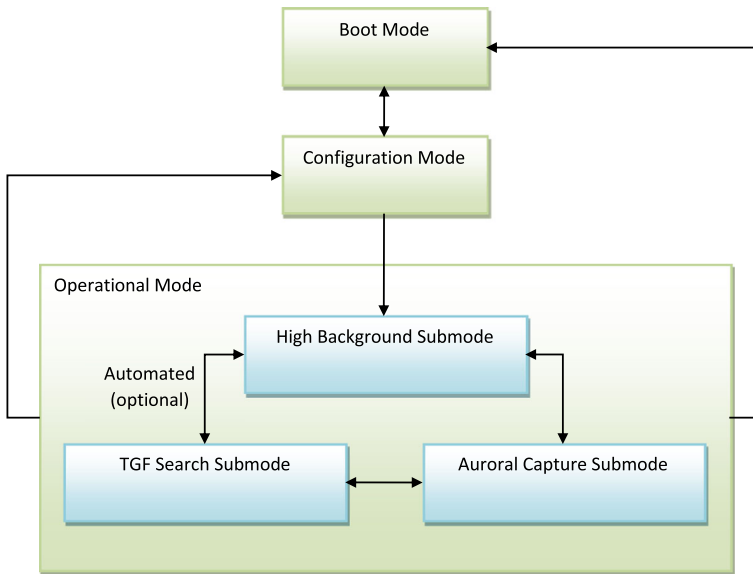 Boot Mode
Configuration Mode
Operational Mode
High Background Submode
Automated
(optional)
TGF Search Submode
Auroral Capture Submode